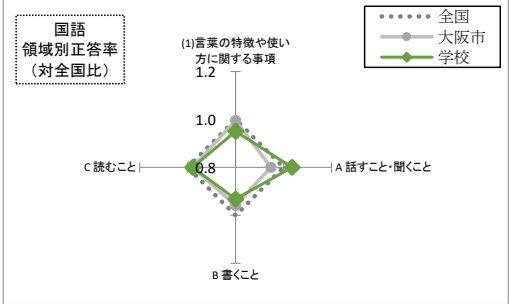 国語
領域別正答率
（対全国比）
全国
大阪市
学校
(1)言葉の特徴や使い
方に関する事項
1.2
1.0
0.8
C 読むこと
A 話すこと・聞くこと
B 書くこと